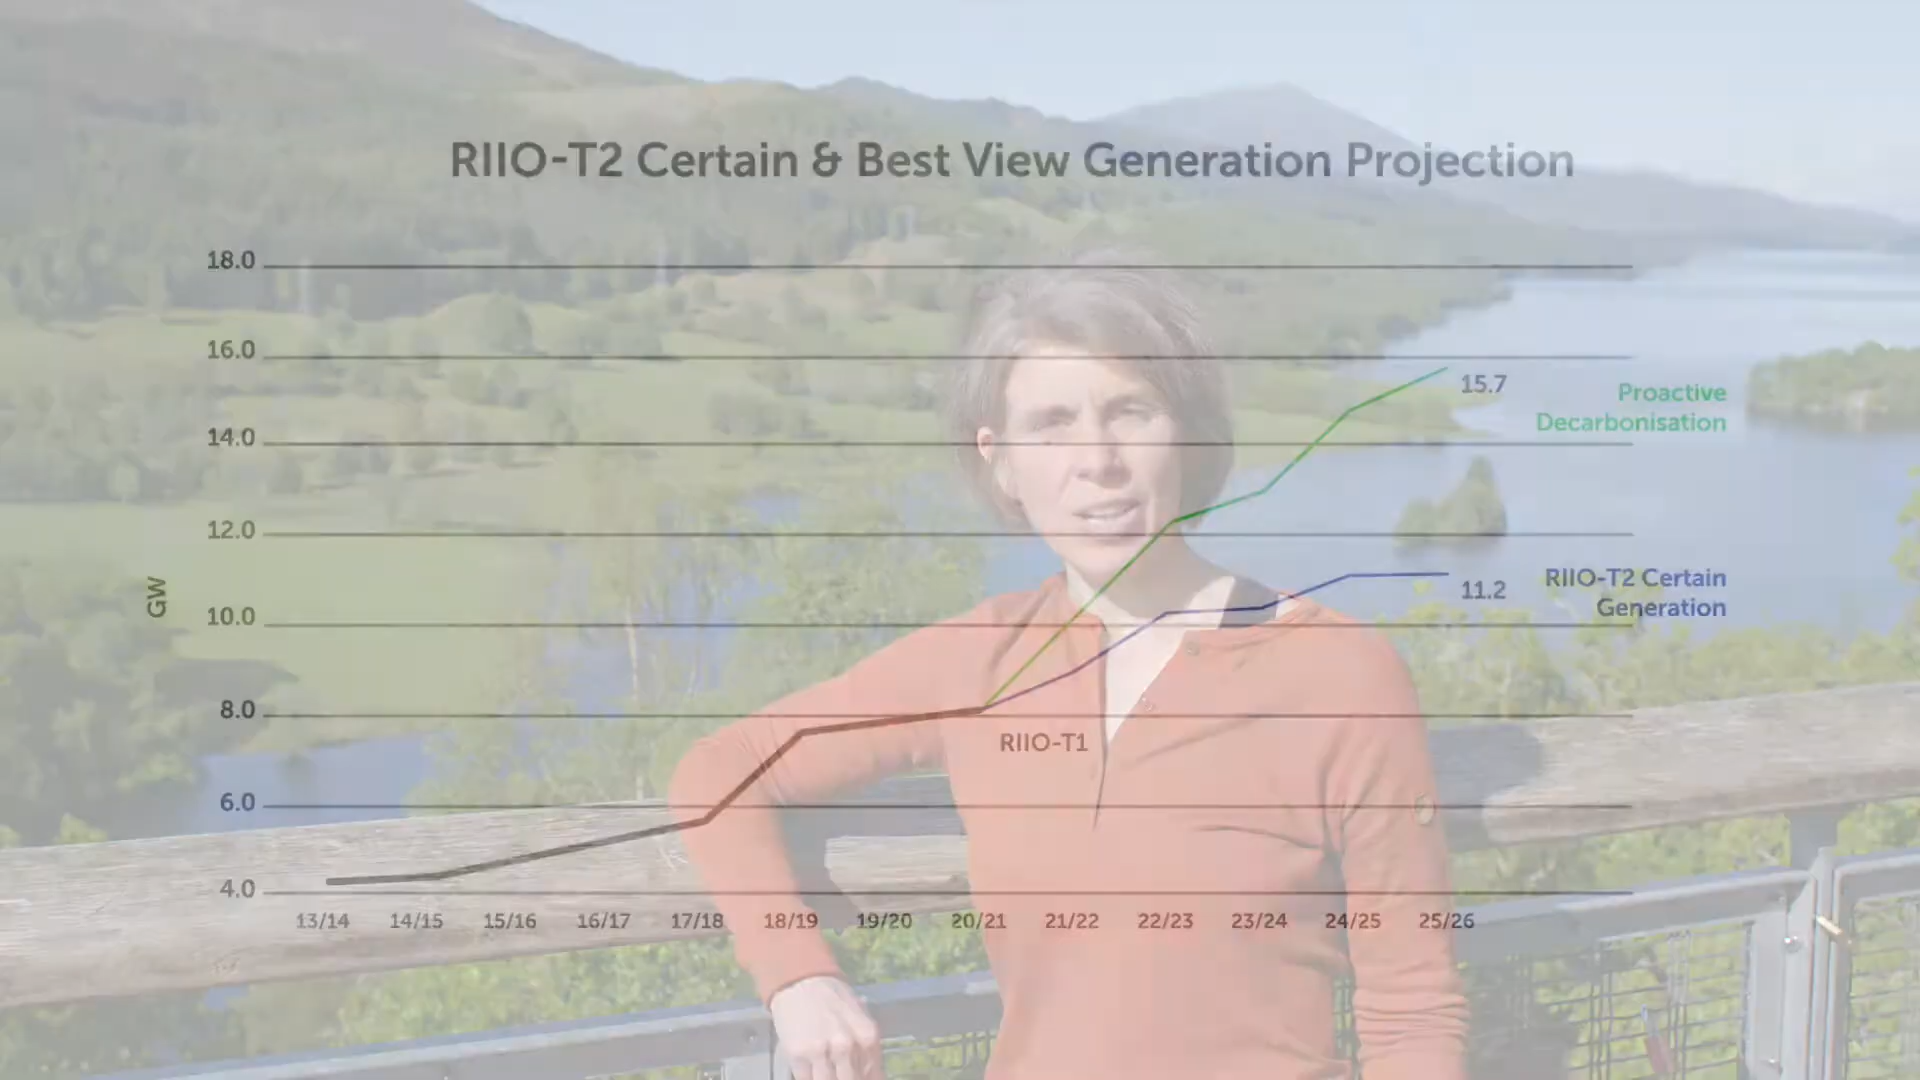 RIIO-T2 Certain & Best View Generation Projection
18.0
16.0
14.0
12.0
10.0
8.0
6.0
4.0
GW
15.7
Proactive
Decarbonisation
11.2
RIIO-T2 Certain
Generation
RIIO-T1
13/14 14/15 15/16 16/17 17/18 18/19 19/20 20/21 21/22 22/23 23/24 24/25 25/26